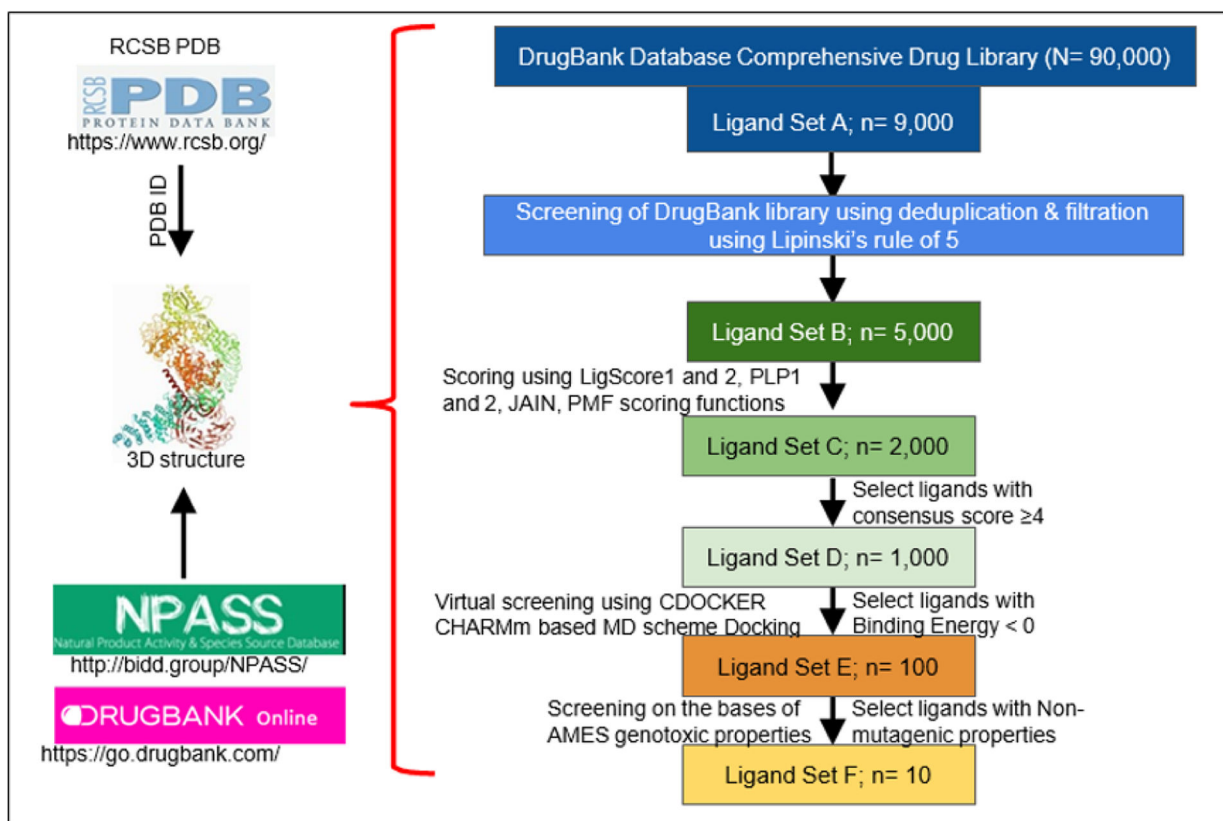 RCSB PDB
RCSB
PDB
PROTEIN DATA BANK
https://www.rcsb.org/
PDB ID
3D structure
NPASS
Natural Product Activity & Species Source Database
http://bidd.group/NPASS/
DRUGBANK Online
https://go.drugbank.com/
DrugBank Database Comprehensive Drug Library (N= 90,000)
Ligand Set A; n= 9,000
Screening of DrugBank library using deduplication & filtration
using Lipinski's rule of 5
Ligand Set B; n= 5,000
Scoring using LigScore1 and 2, PLP1
and 2, JAIN, PMF scoring functions
Ligand Set C; n= 2,000
Select ligands with
consensus score ≥4
Ligand Set D; n= 1,000
Virtual screening using CDOCKER
CHARMm based MD scheme Docking
Select ligands with
Binding Energy < 0
Ligand Set E; n= 100
Screening on the bases of
AMES genotoxic properties
Select ligands with Non-
mutagenic properties
Ligand Set F; n= 10